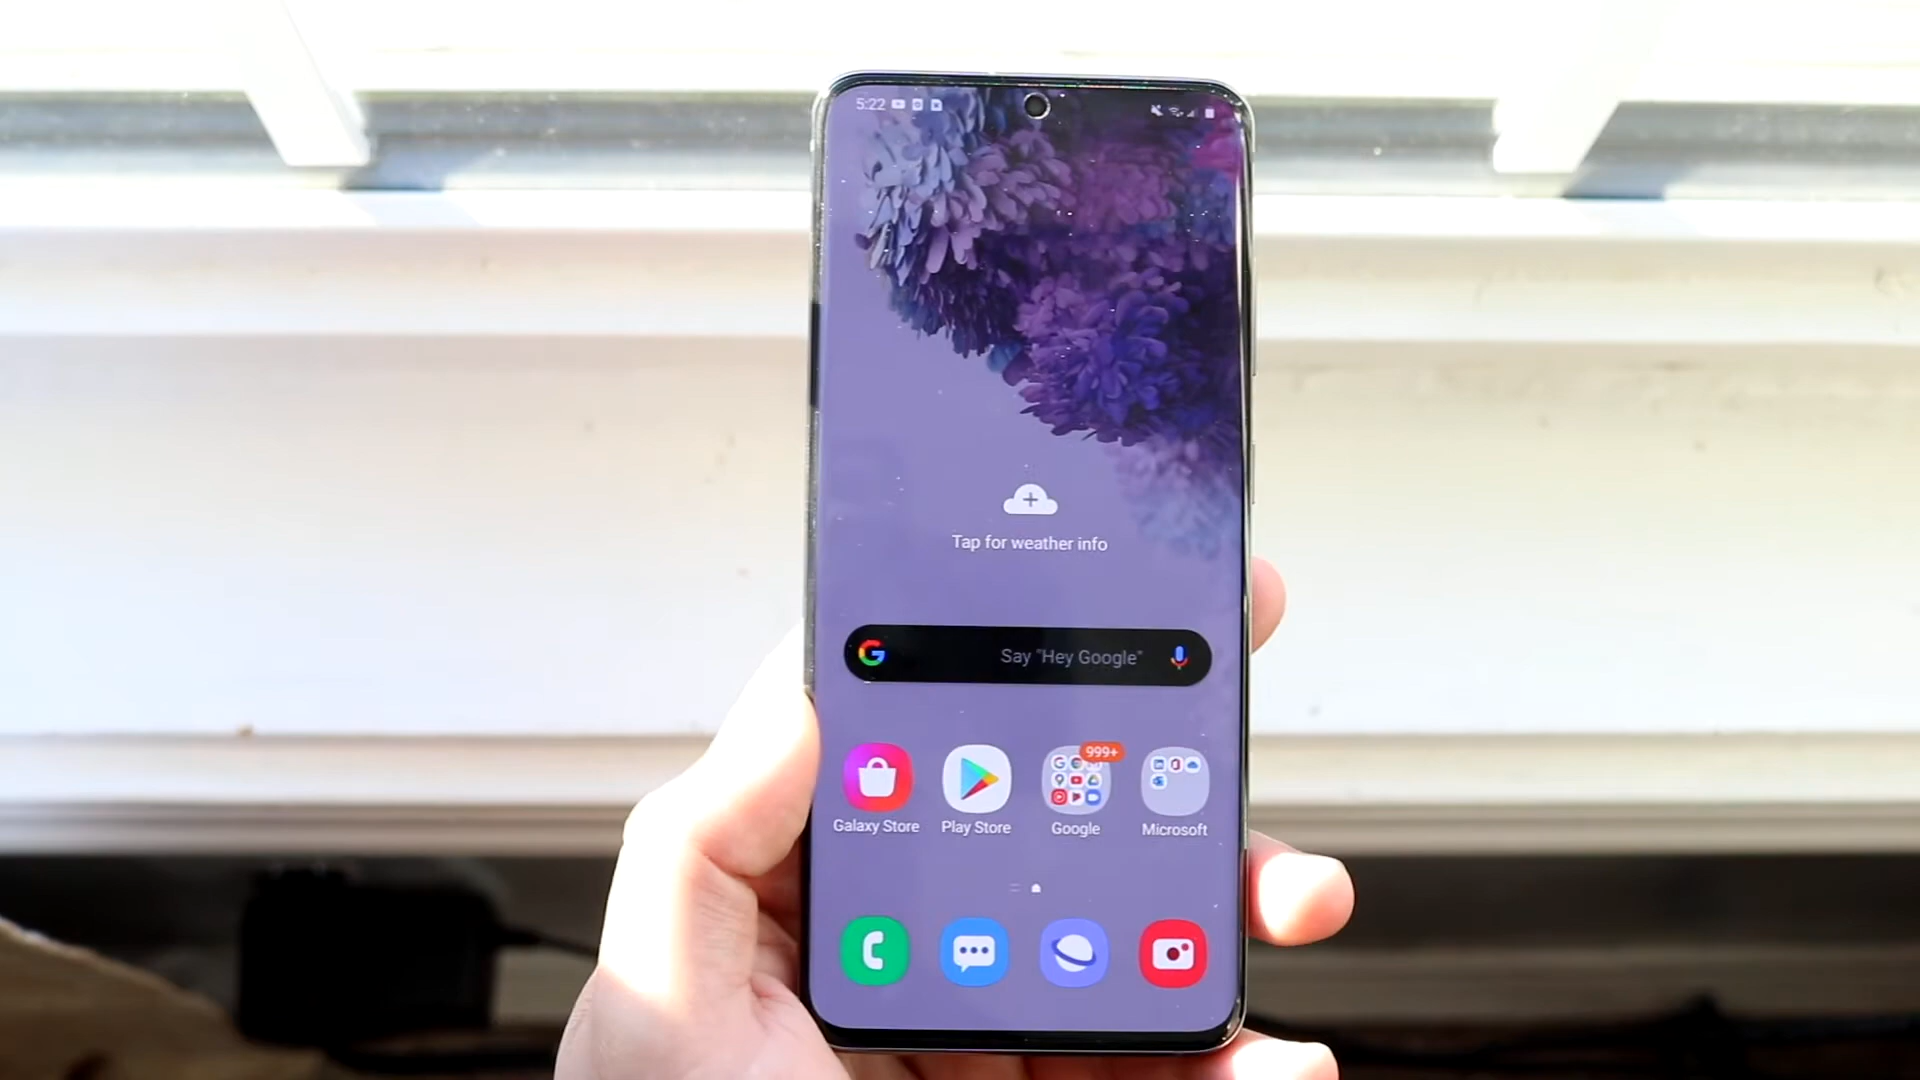 5:22
Tap for weather info
Say "Hey Google"
999+
Galaxy Store
Play Store
Google
Microsoft